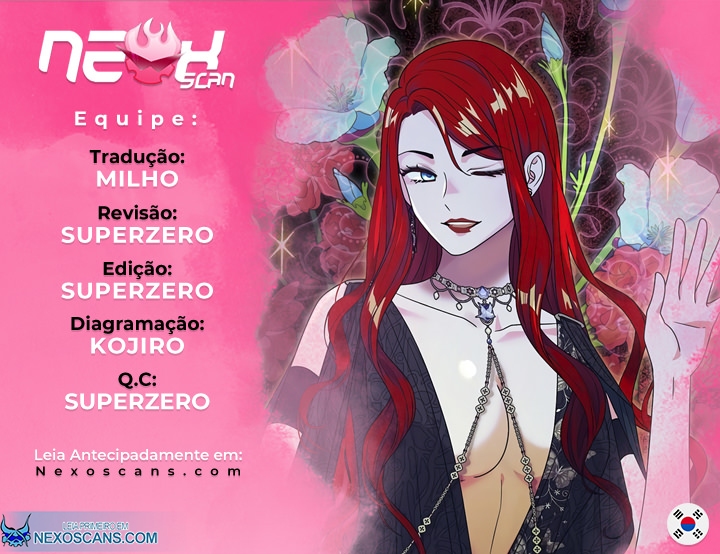 NEOX
SCAN
Equipe:
Tradução:
MILHO
Revisão:
SUPERZERO
Edição:
SUPERZERO
Diagramação:
KOJIRO
Q.C:
SUPERZERO
Leia Antecipadamente em:
Nexoscans.com
LEIA PRIMEIRO EM
NEXOSCANS.COM